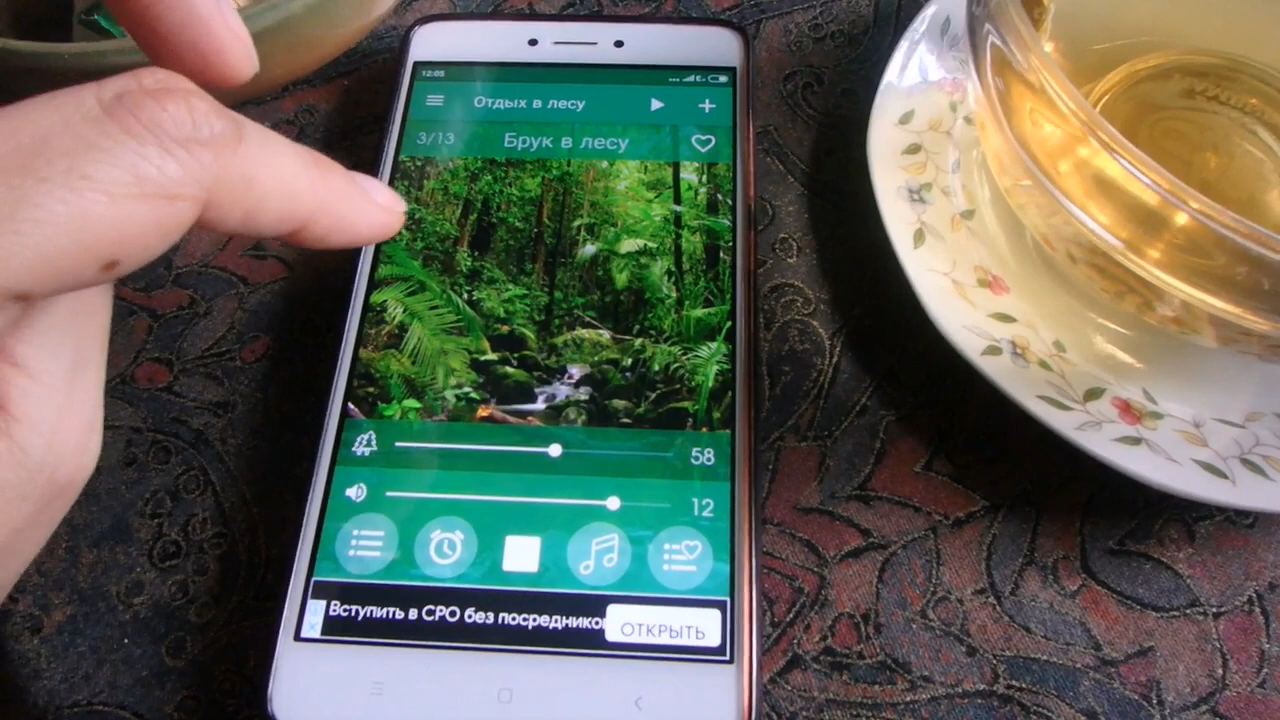 12:05
Отдых в лесу
3/13 Брук в лесу
58
12
Вступить в СРО без посредников
ОТКРЫТЬ